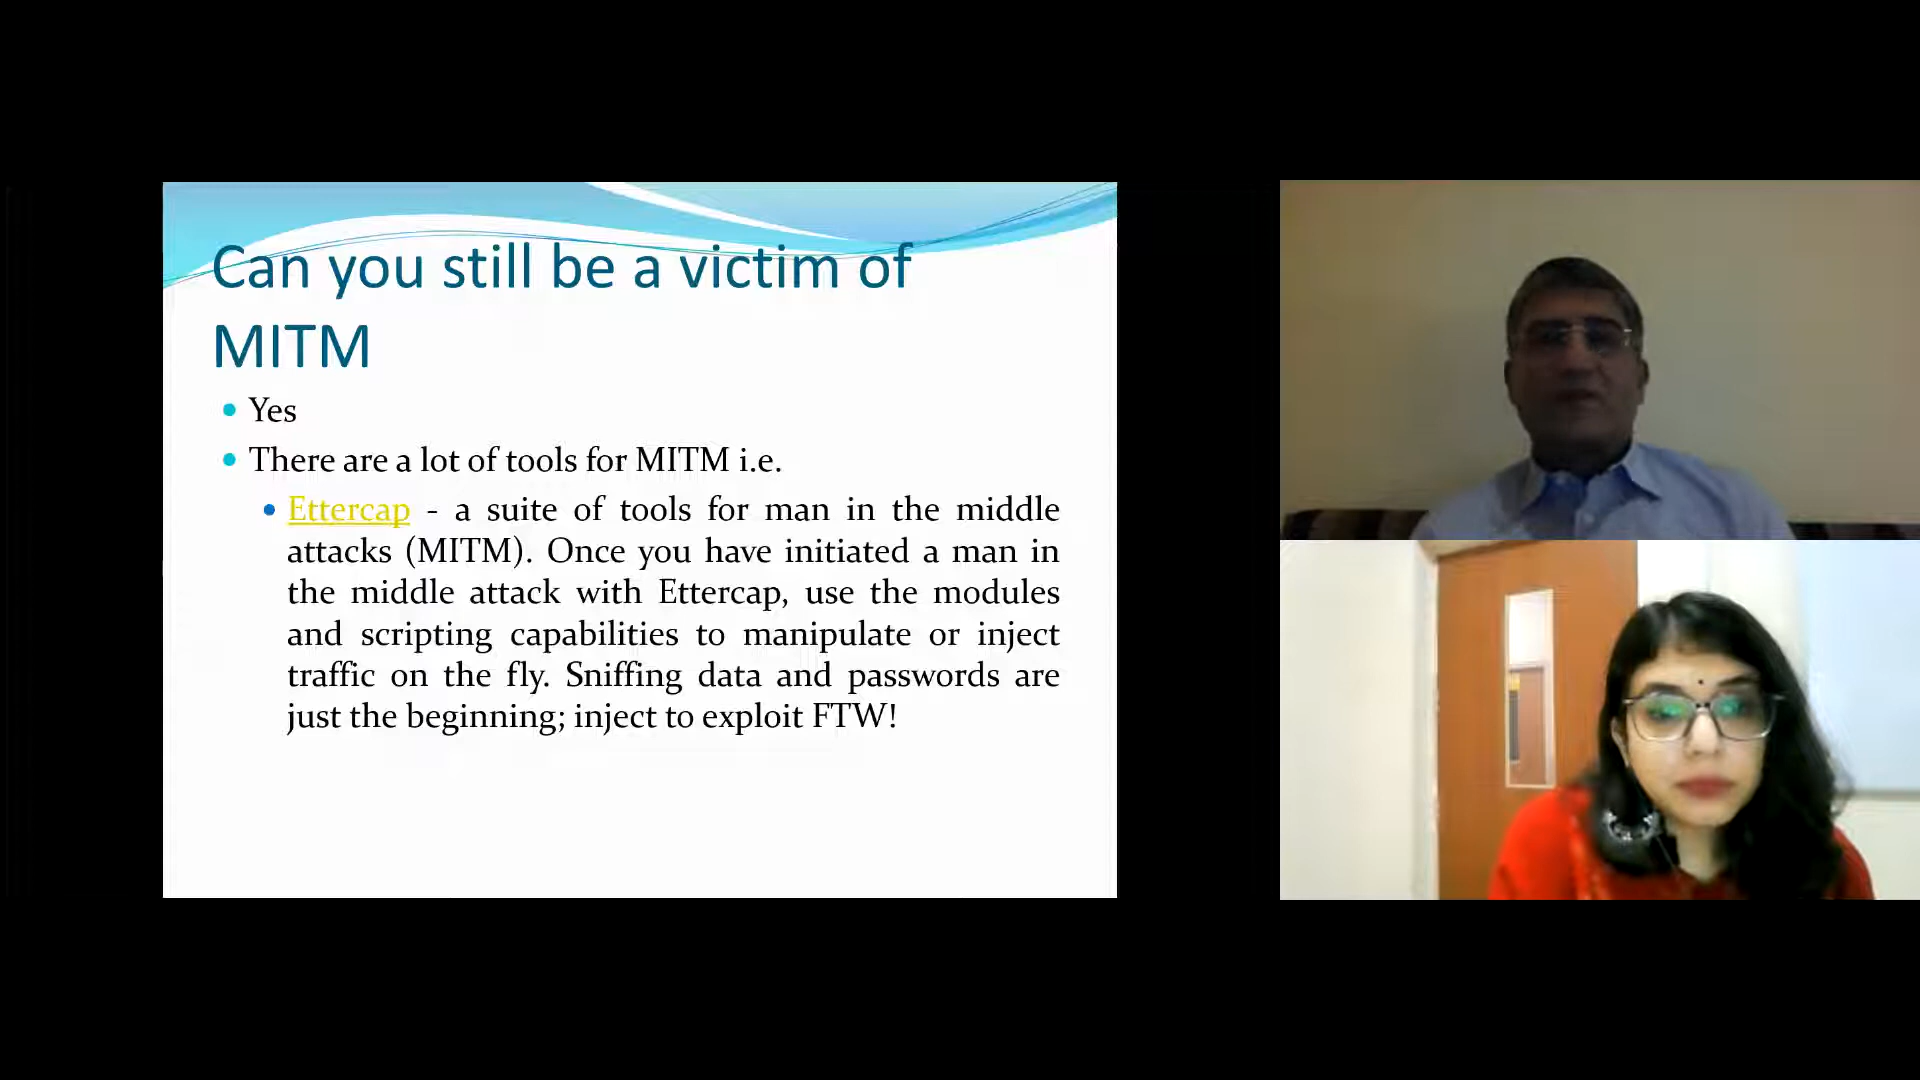 Can you still be a victim of
MITM
Yes
There are a lot of tools for MITM i.e.
Ettercap - a suite of tools for man in the middle
attacks (MITM). Once you have initiated a man in
the middle attack with Ettercap, use the modules
and scripting capabilities to manipulate or inject
traffic on the fly. Sniffing data and passwords are
just the beginning; inject to exploit FTW!